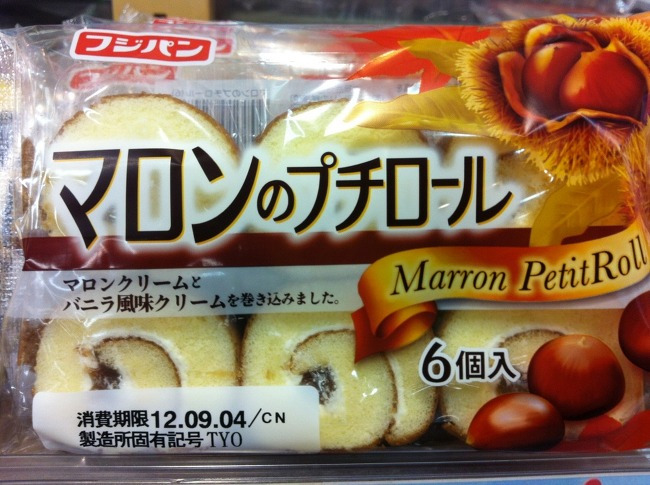 フジパン
マロンのプチロール
マロンクリームと
バニラ風味クリームを巻き込みました。
Marron PetitRoll
6個入
消費期限12.09.04/CN
製造所固有記号TYO